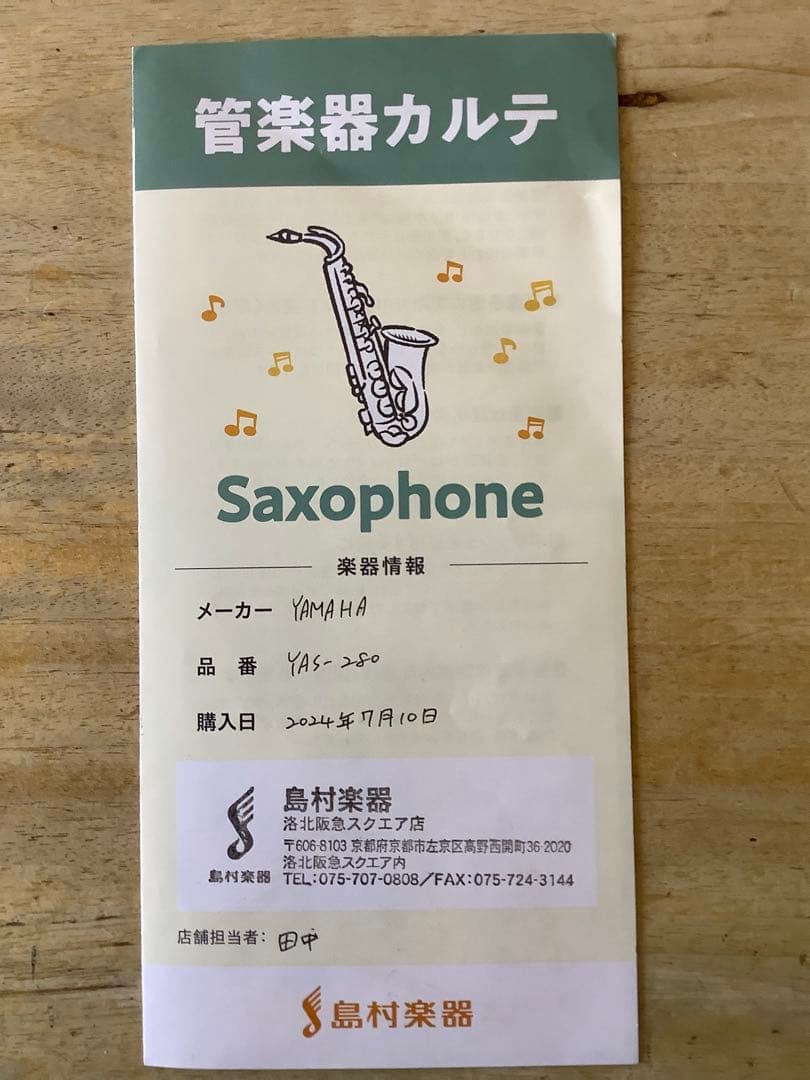 管楽器カルテ
Saxophone
楽器情報
メーカー YAMAHA
品番 YAS-280
購入日 2024年7月10日
島村楽器
洛北阪急スクエア店
〒606-8103 京都府京都市左京区高野西開町36-2020
洛北阪急スクエア内
島村楽器 TEL:075-707-0808/FAX:075-724-3144
店舗担当者: 田中
島村楽器